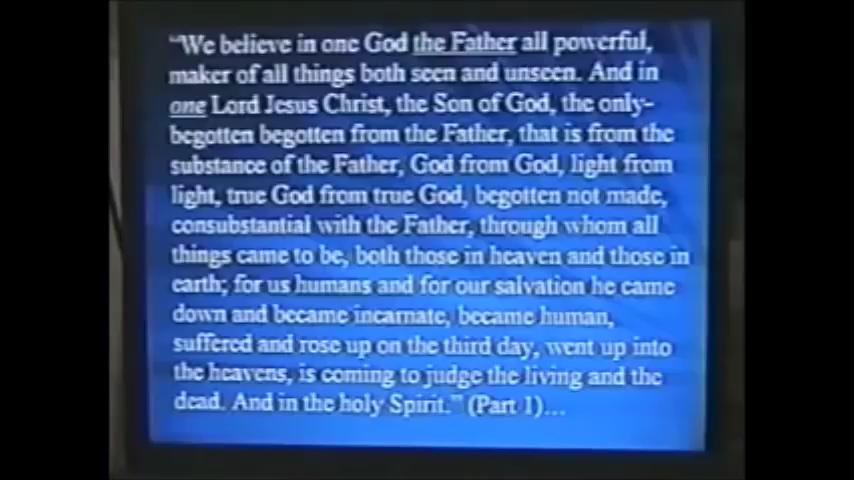 “We believe in one God the Father all powerful,
maker of all things both seen and unseen. And in
one Lord Jesus Christ, the Son of God, the only-
begotten begotten from the Father, that is from the
substance of the Father, God from God, light from
light, true God from true God, begotten not made,
consubstantial with the Father, through whom all
things came to be, both those in heaven and those in
earth; for us humans and for our salvation he came
down and became incarnate, became human,
suffered and rose up on the third day, went up into
the heavens, is coming to judge the living and the
dead. And in the holy Spirit.” (Part 1)...